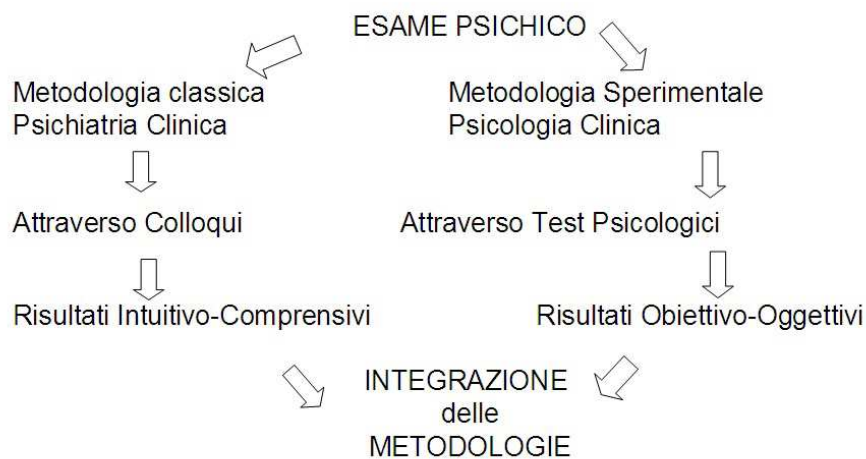 ESAME PSICHICO
Metodologia classica
Psichiatria Clinica
Metodologia Sperimentale
Psicologia Clinica
Attraverso Colloqui
Attraverso Test Psicologici
Risultati Intuitivo-Comprensivi
Risultati Obiettivo-Oggettivi
INTEGRAZIONE
delle
METODOLOGIE